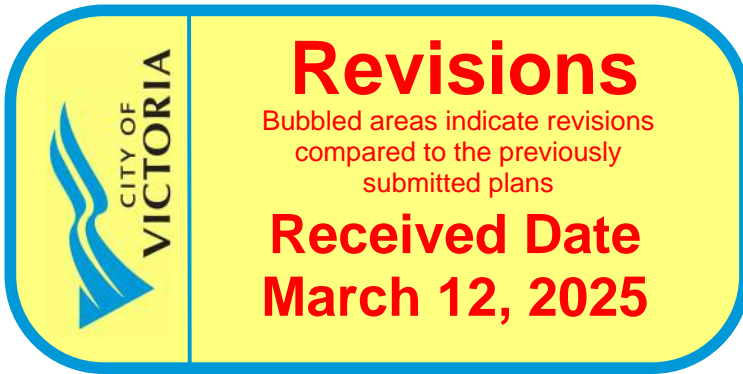 CITY OF
VICTORIA
Revisions
Bubbled areas indicate revisions
compared to the previously
submitted plans
Received Date
March 12, 2025